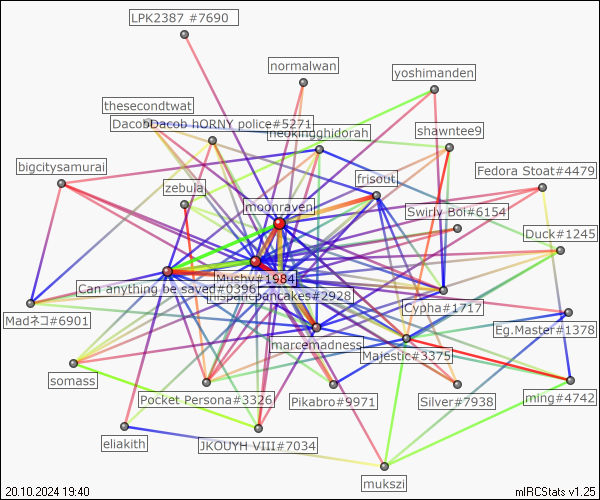 LPK2387 #7690
normalwan
yoshimanden
thesecondtwat
DacobDacob hORNY police#5271
neokingghidorah
shawntee9
bigcitysamurai
Fedora Stoat#4479
frisout
zebula
moonraven
Swirly Boi#6154
Duck#1245
Mushy#1984
Can anything be saved#0396
hispanicpancakes#2928
Cypha#1717
Madネコ#6901
Eg.Master#1378
marcemadness
Majestic#3375
somass
Pocket Persona#3326
Pikabro#9971
Silver#7938
ming#4742
eliakith
JKOUYH VIII#7034
mukszi
20.10.2024 19:40
mIRCStats v1.25